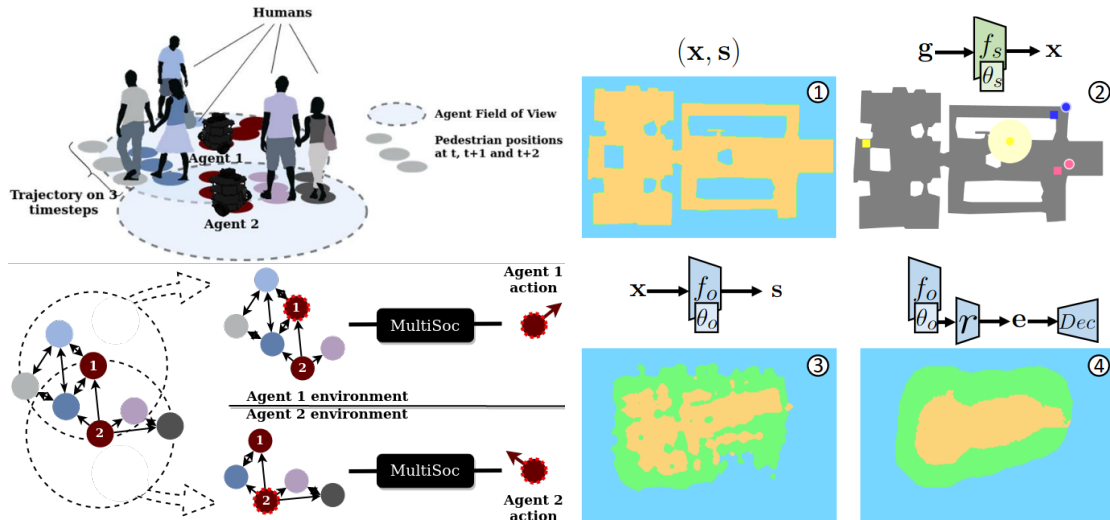 Humans
Agent 1
Agent 2
Trajectory on 3
timesteps
Agent Field of View
Pedestrian positions
at t, t+1 and t+2
1
2
1
2
MultiSoc
Agent 1
action
Agent 1 environment
Agent 2 environment
1
2
MultiSoc
Agent 2
action
(x, s)
1
g
f_s
θ_s
x
2
x
f_o
θ_o
s
3
f_o
θ_o
r
e
Dec
4